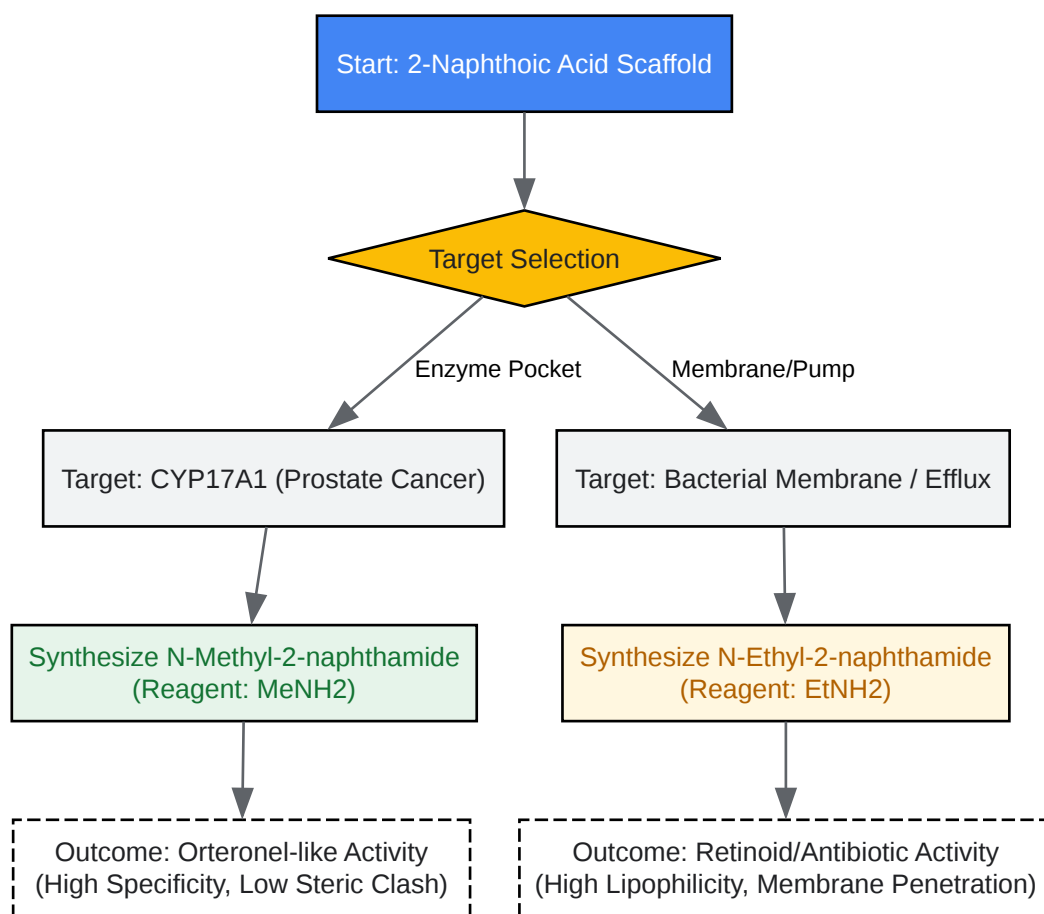 Start: 2-Naphthoic Acid Scaffold
Target Selection
Enzyme Pocket
Membrane/Pump
Target: CYP17A1 (Prostate Cancer)
Target: Bacterial Membrane / Efflux
Synthesize N-Methyl-2-naphthamide
(Reagent: MeNH2)
Synthesize N-Ethyl-2-naphthamide
(Reagent: EtNH2)
Outcome: Orteronel-like Activity
(High Specificity, Low Steric Clash)
Outcome: Retinoid/Antibiotic Activity
(High Lipophilicity, Membrane Penetration)